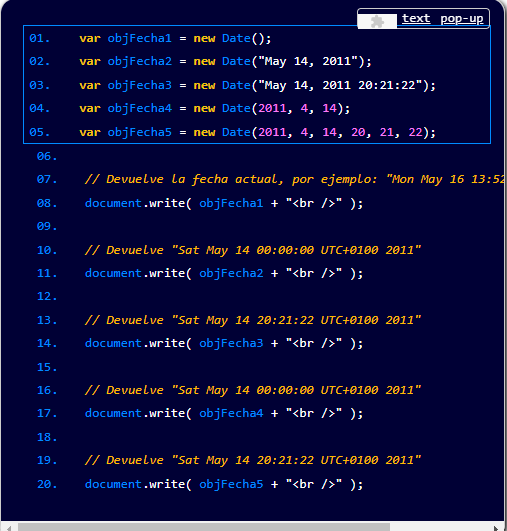 text pop-up
01. var objFecha1 = new Date();
02. var objFecha2 = new Date("May 14, 2011");
03. var objFecha3 = new Date("May 14, 2011 20:21:22");
04. var objFecha4 = new Date(2011, 4, 14);
05. var objFecha5 = new Date(2011, 4, 14, 20, 21, 22);
06.
07. // Devuelve la fecha actual, por ejemplo: "Mon May 16 13:52
08. document.write( objFecha1 + "<br />" );
09.
10. // Devuelve "Sat May 14 00:00:00 UTC+0100 2011"
11. document.write( objFecha2 + "<br />" );
12.
13. // Devuelve "Sat May 14 20:21:22 UTC+0100 2011"
14. document.write( objFecha3 + "<br />" );
15.
16. // Devuelve "Sat May 14 00:00:00 UTC+0100 2011"
17. document.write( objFecha4 + "<br />" );
18.
19. // Devuelve "Sat May 14 20:21:22 UTC+0100 2011"
20. document.write( objFecha5 + "<br />" );